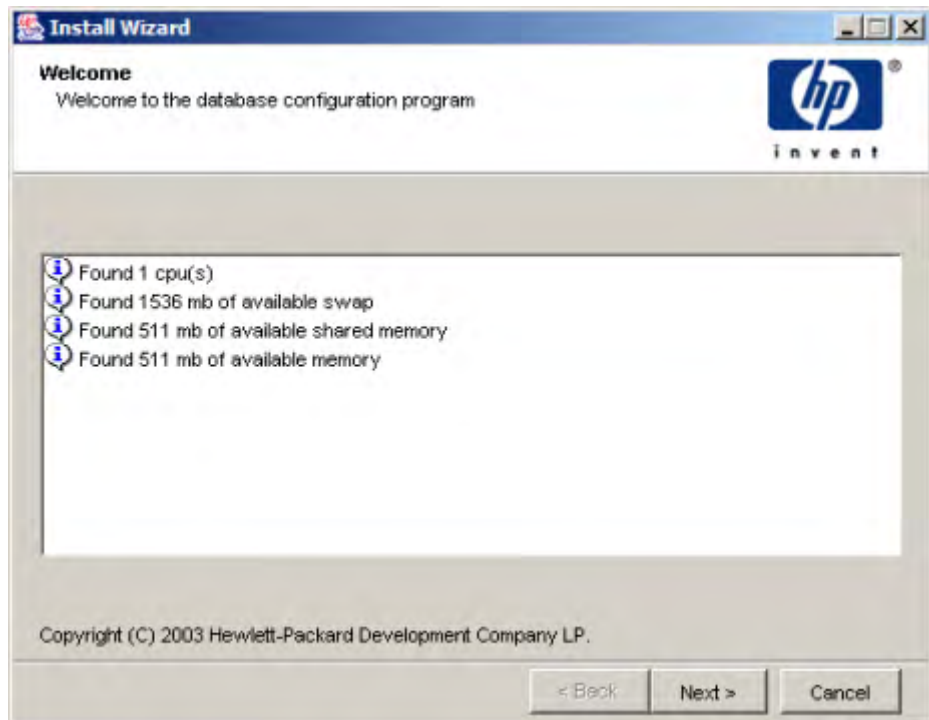 Install Wizard
Welcome
Welcome to the database configuration program
hp
®
invent
Found 1 cpu(s)
Found 1536 mb of available swap
Found 511 mb of available shared memory
Found 511 mb of available memory
Copyright (C) 2003 Hewlett-Packard Development Company LP.
< Back Next > Cancel